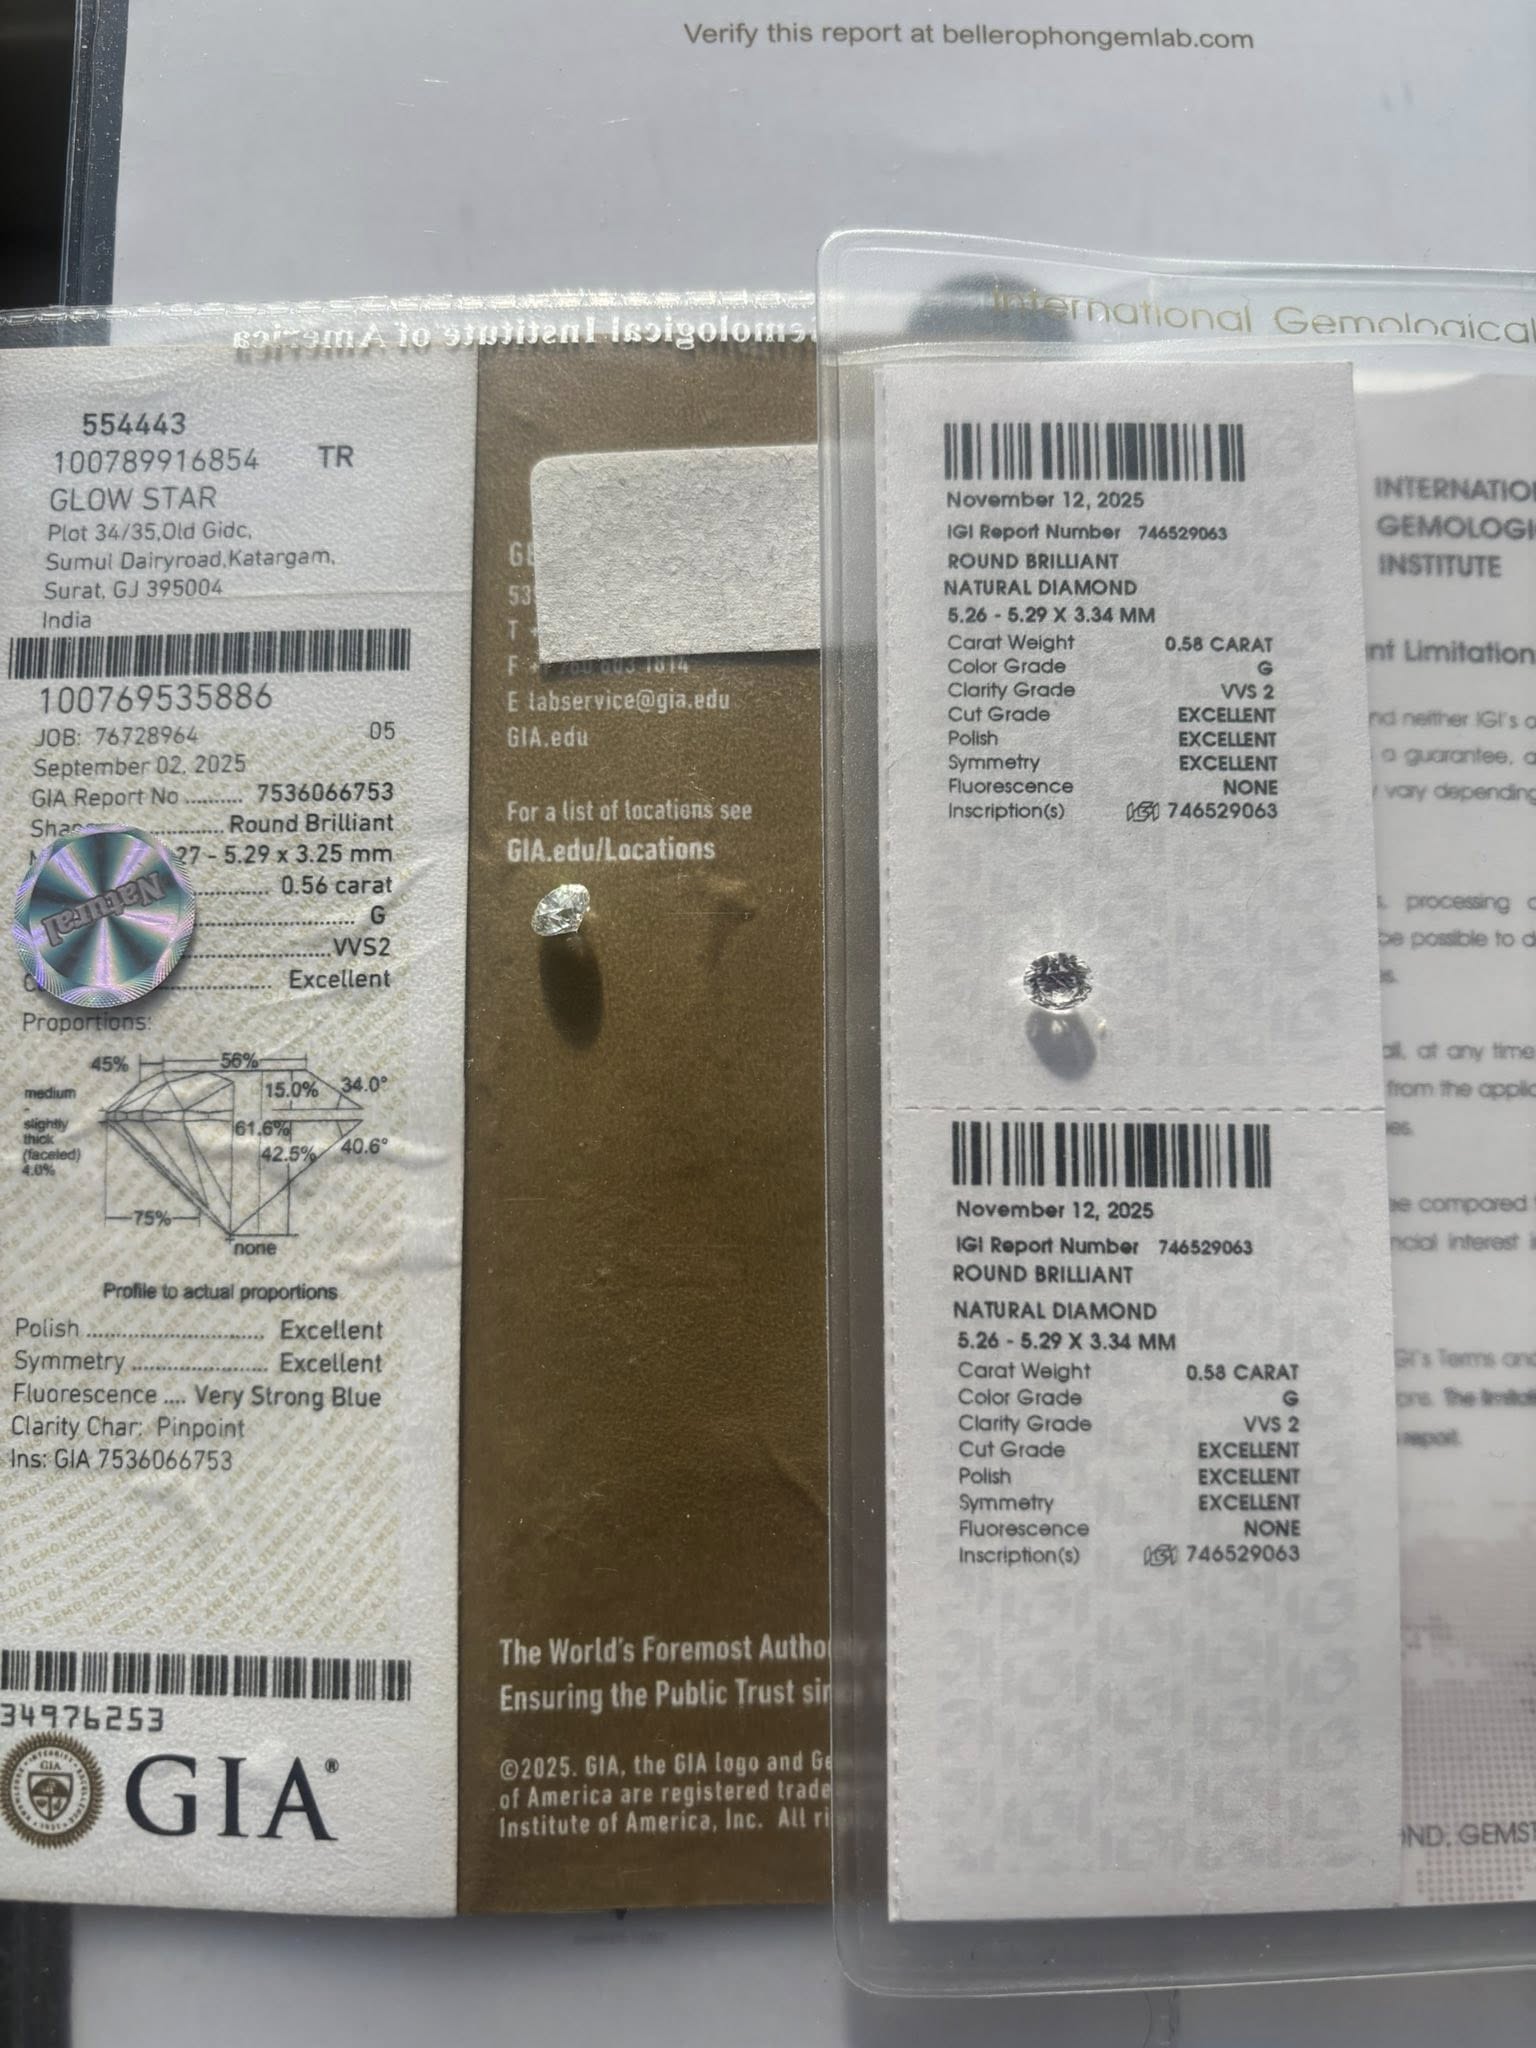 Verify this report at bellerophongemlab.com
emological Institute of America
554443
100789916854 TR
GLOW STAR
Plot 34/35,Old Gidc,
Sumul Dairyroad,Katargam,
Surat, GJ 395004
India
100769535886
JOB: 76728964 05
September 02, 2025
GIA Report No .......... 7536066753
Round Brilliant
27 - 5.29 x 3.25 mm
0.56 carat
G
VVS2
Excellent
Natural
Proportions:
45% 56%
medium
-
slightly
thick
(faceled)
4.0%
15.0% 34.0°
61.6%
42.5% 40.6°
75%
none
Profile to actual proportions
Polish .................................. Excellent
Symmetry .......................... Excellent
Fluorescence .... Very Strong Blue
Clarity Char: Pinpoint
Ins: GIA 7536066753
34976253
GIA®
T
F
E labservice@gia.edu
GIA.edu
For a list of locations see
GIA.edu/Locations
The World's Foremost Autho
Ensuring the Public Trust sin
©2025. GIA, the GIA logo and Ge
of America are registered trade
Institute of America, Inc. All ri
International Gemological
November 12, 2025
IGI Report Number 746529063
ROUND BRILLIANT
NATURAL DIAMOND
5.26 - 5.29 X 3.34 MM
Carat Weight 0.58 CARAT
Color Grade G
Clarity Grade VVS 2
Cut Grade EXCELLENT
Polish EXCELLENT
Symmetry EXCELLENT
Fluorescence NONE
Inscription(s) IGI 746529063
November 12, 2025
IGI Report Number 746529063
ROUND BRILLIANT
NATURAL DIAMOND
5.26 - 5.29 X 3.34 MM
Carat Weight 0.58 CARAT
Color Grade G
Clarity Grade VVS 2
Cut Grade EXCELLENT
Polish EXCELLENT
Symmetry EXCELLENT
Fluorescence NONE
Inscription(s) IGI 746529063
INTERNATIO
GEMOLOGI
INSTITUTE
nt Limitation
nd neither IGI's
a guarantee,
vary depending
processing
be possible to
at any time
from the applic
compared
ncial interest
GI's Terms and
The limita
report.
OND, GEMST